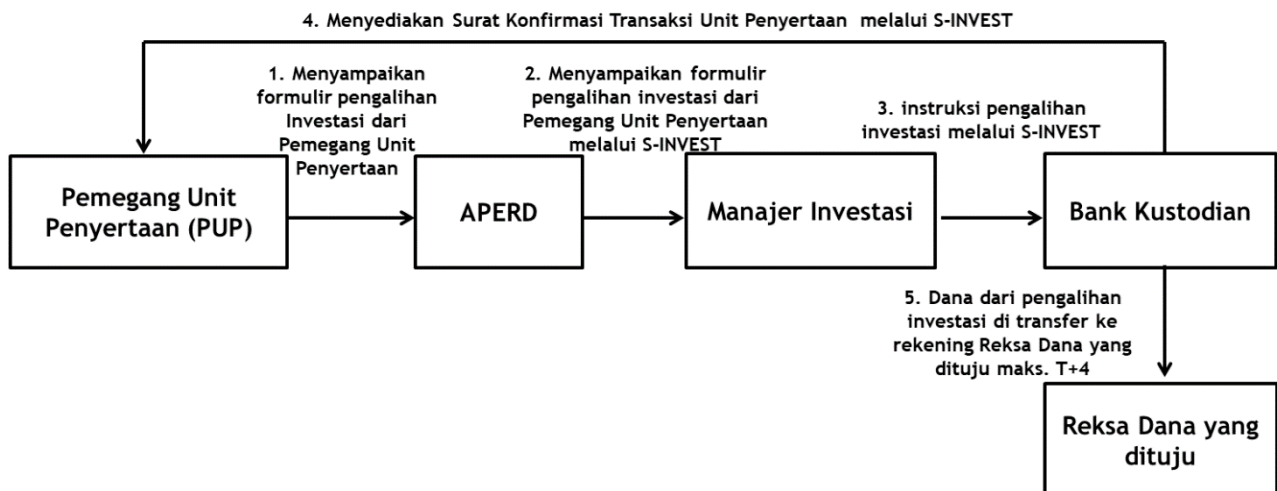 4. Menyediakan Surat Konfirmasi Transaksi Unit Penyertaan melalui S-INVEST
1. Menyampaikan
formulir pengalihan
Investasi dari
Pemegang Unit
Penyertaan
2. Menyampaikan formulir
pengalihan investasi dari
Pemegang Unit Penyertaan
melalui S-INVEST
3. instruksi pengalihan
investasi melalui S-INVEST
Pemegang Unit
Penyertaan (PUP)
APERD
Manajer Investasi
Bank Kustodian
5. Dana dari pengalihan
investasi di transfer ke
rekening Reksa Dana yang
dituju maks. T+4
Reksa Dana yang
dituju